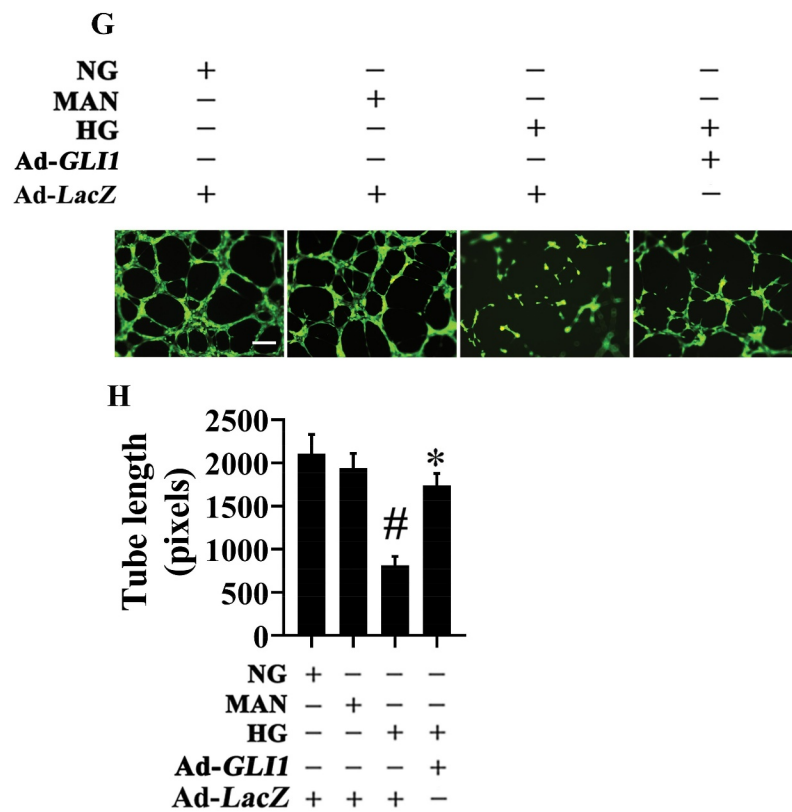 G
NG + − − −
MAN − + − −
HG − − + +
Ad-GLI1 − − − +
Ad-LacZ + + + −
H
Tube length
(pixels)
2500
2000
1500
1000
500
0
#
*
NG + − − −
MAN − + − −
HG − − + +
Ad-GLI1 − − − +
Ad-LacZ + + + −